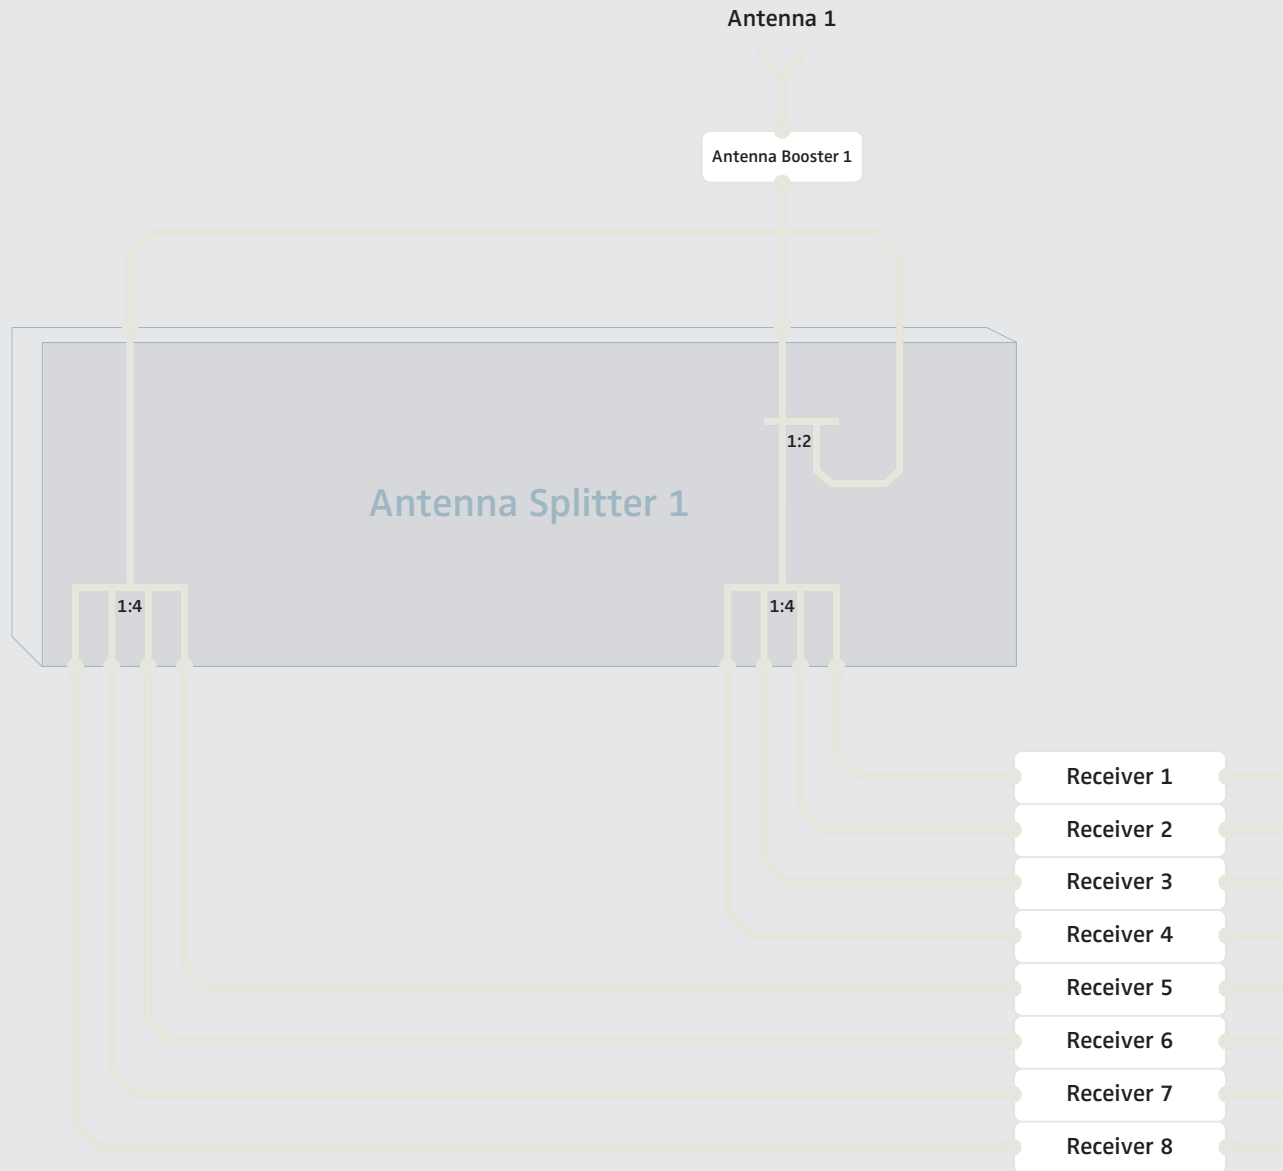 Antenna 1
Antenna Booster 1
1:2
Antenna Splitter 1
1:4
1:4
Receiver 1
Receiver 2
Receiver 3
Receiver 4
Receiver 5
Receiver 6
Receiver 7
Receiver 8